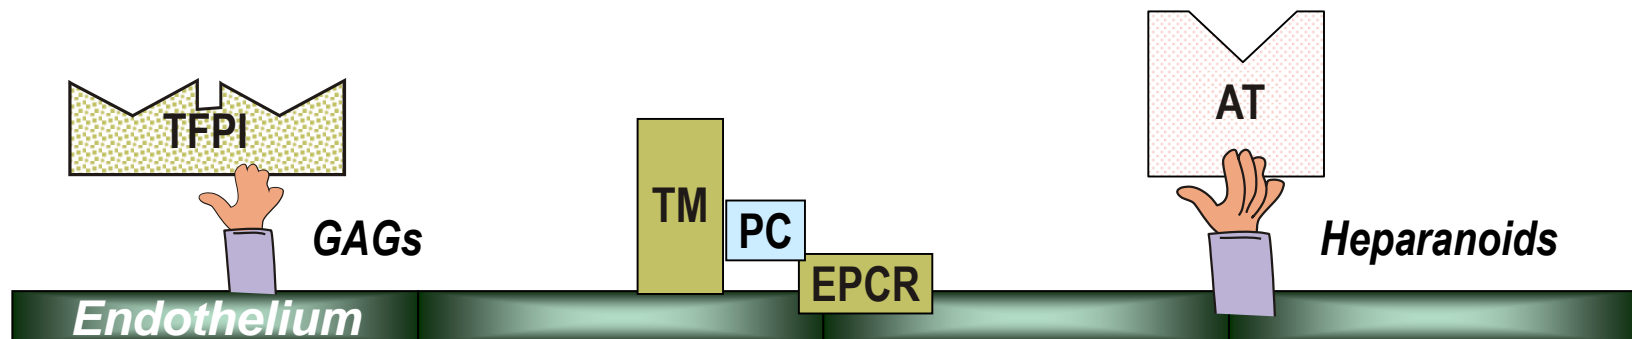 TFPI
GAGs
TM
PC
EPCR
AT
Heparanoids
Endothelium